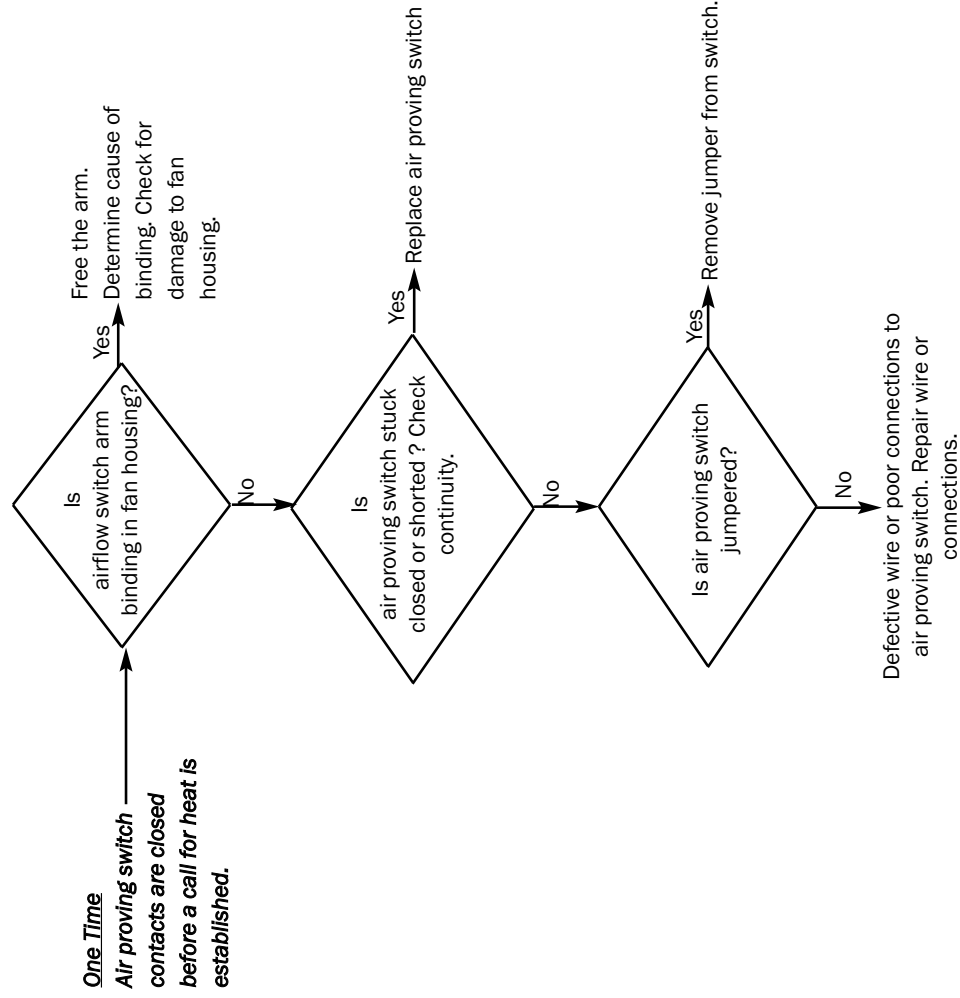 One Time
Air proving switch
contacts are closed
before a call for heat is
established.
Is
airflow switch arm
binding in fan housing?
Yes
Free the arm.
Determine cause of
binding. Check for
damage to fan
housing.
No
Is
air proving switch stuck
closed or shorted ? Check
continuity.
Yes
Replace air proving switch
No
Is air proving switch
jumpered?
Yes
Remove jumper from switch.
No
Defective wire or poor connections to
air proving switch. Repair wire or
connections.